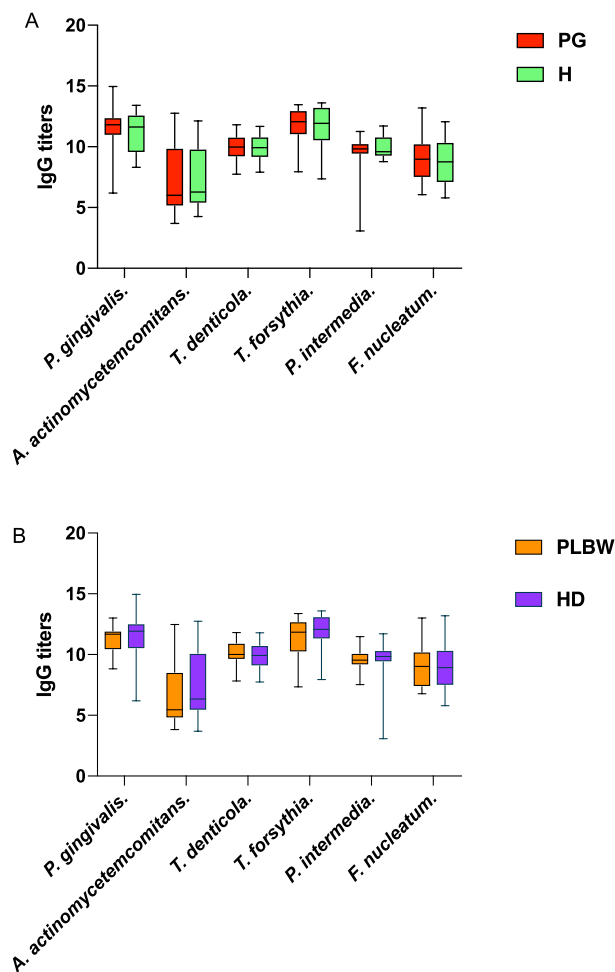 A
PG
H
IgG titers
20
15
10
5
0
P. gingivalis.
A. actinomycetemcomitans.
T. denticola.
T. forsythia.
P. intermedia.
F. nucleatum.
B
PLBW
HD
IgG titers
20
15
10
5
0
P. gingivalis.
A. actinomycetemcomitans.
T. denticola.
T. forsythia.
P. intermedia.
F. nucleatum.